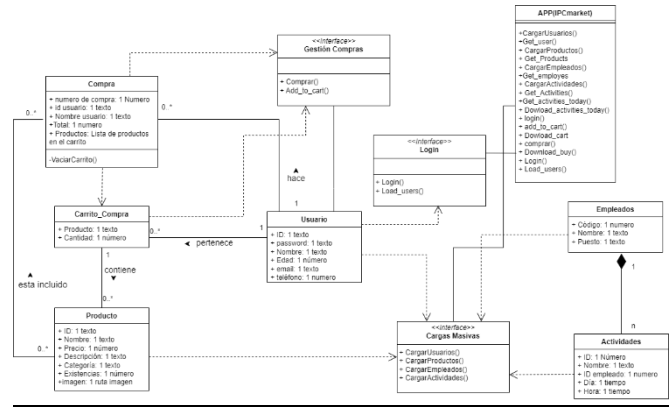 APP(IPCmarket)
+CargarUsuarios()
+Get_user()
+ CargarProductos()
+ Get_Products
+ CargarEmpleados()
+Get_employes
+ CargarActividades()
+ Get_Activities()
+Get_activities_today()
+ Dowload_activities_today()
+ login()
+ add_to_cart()
+ Dowload_cart
+ comprar()
+ Download_buy()
+ Login()
+ Load_users()
<<interface>>
Gestión Compras
+ Comprar()
+ Add_to_cart()
Compra
+ numero de compra: 1 Numero
+ id usuario: 1 texto
+ Nombre usuario: 1 texto
+Total: 1 numero
+ Productos: Lista de productos
en el carrito
-VaciarCarrito()
0..*
0..*
<<interface>>
Login
+ Login()
+ Load_users()
hace
1
Carrito_Compra
+ Producto: 1 texto
+ Cantidad: 1 número
0..*
pertenece
1
Usuario
+ ID: 1 texto
+ password: 1 texto
+ Nombre: 1 texto
+ Edad: 1 número
+ email: 1 texto
+ teléfono: 1 numero
Empleados
+ Código: 1 numero
+ Nombre: 1 texto
+ Puesto: 1 texto
1
contiene
0..*
esta incluido
0..*
1
n
Producto
+ ID: 1 texto
+ Nombre: 1 texto
+ Precio: 1 número
+ Descripción: 1 texto
+ Categoría: 1 texto
+ Existencias: 1 número
+Imagen: 1 ruta imagen
<<interface>>
Cargas Masivas
+ CargarUsuarios()
+ CargarProductos()
+ CargarEmpleados()
+ CargarActividades()
Actividades
+ ID: 1 Número
+ Nombre: 1 texto
+ ID empleado: 1 numero
+ Día: 1 tiempo
+ Hora: 1 tiempo